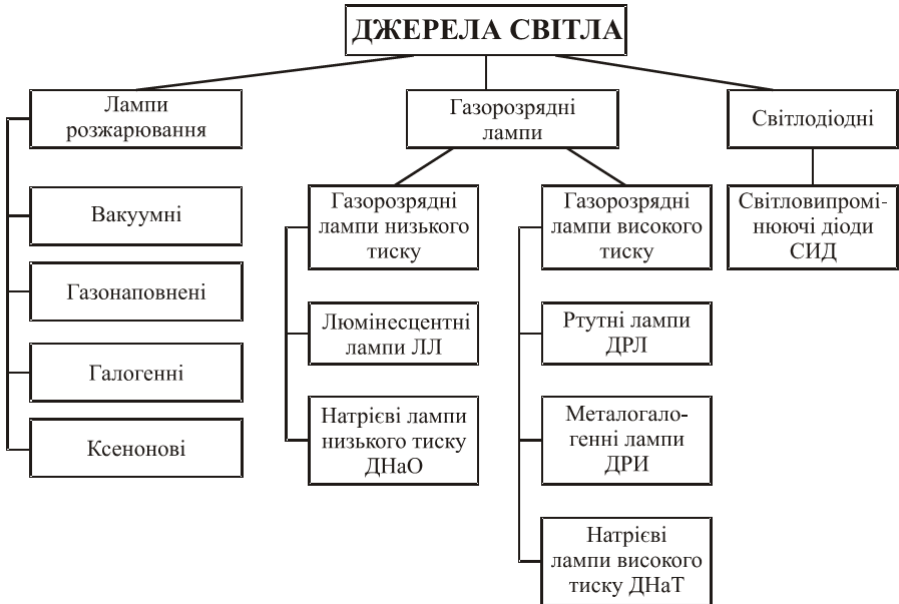 ДЖЕРЕЛА СВІТЛА
Лампи
розжарювання
Вакуумні
Газонаповнені
Галогенні
Ксенонові
Газорозрядні
лампи
Газорозрядні
лампи низького
тиску
Люмінесцентні
лампи ЛЛ
Натрієві лампи
низького тиску
ДНаО
Газорозрядні
лампи високого
тиску
Ртутні лампи
ДРЛ
Металогало-
генні лампи
ДРИ
Натрієві
лампи високого
тиску ДНаТ
Світлодіодні
Світловипромі-
нюючі діоди
СИД